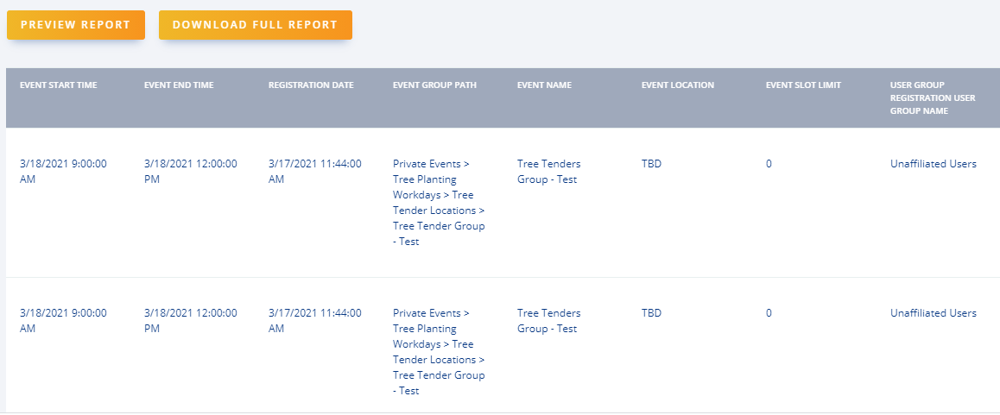 PREVIEW REPORT
DOWNLOAD FULL REPORT
EVENT START TIME
EVENT END TIME
REGISTRATION DATE
EVENT GROUP PATH
EVENT NAME
EVENT LOCATION
EVENT SLOT LIMIT
USER GROUP
REGISTRATION USER
GROUP NAME
3/18/2021 9:00:00
AM
3/18/2021 12:00:00
PM
3/17/2021 11:44:00
AM
Private Events >
Tree Planting
Workdays > Tree
Tender Locations >
Tree Tender Group
- Test
Tree Tenders
Group - Test
TBD
0
Unaffiliated Users
3/18/2021 9:00:00
AM
3/18/2021 12:00:00
PM
3/17/2021 11:44:00
AM
Private Events >
Tree Planting
Workdays > Tree
Tender Locations >
Tree Tender Group
- Test
Tree Tenders
Group - Test
TBD
0
Unaffiliated Users